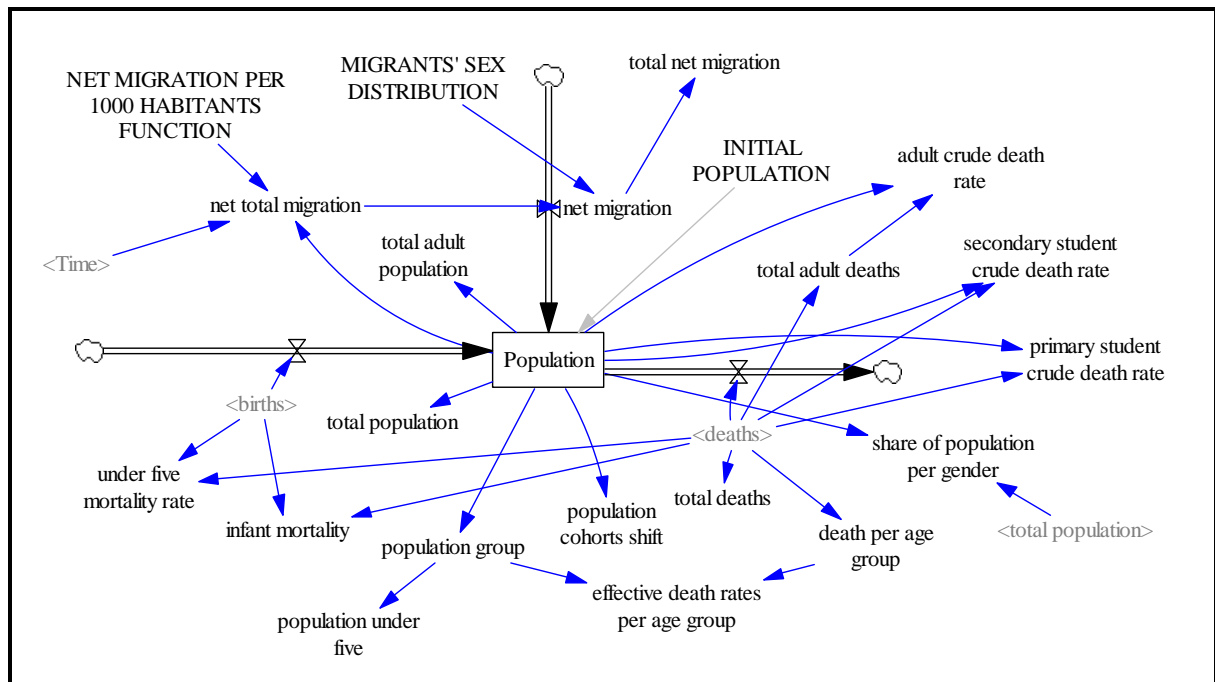 NET MIGRATION PER
1000 HABITANTS
FUNCTION
MIGRANTS' SEX
DISTRIBUTION
total net migration
INITIAL
POPULATION
adult crude death
rate
net total migration
net migration
<Time>
total adult
population
total adult deaths
secondary student
crude death rate
Population
primary student
crude death rate
<births>
total population
<deaths>
share of population
per gender
under five
mortality rate
total deaths
infant mortality
population
cohorts shift
<total population>
population group
death per age
group
effective death rates
per age group
population under
five